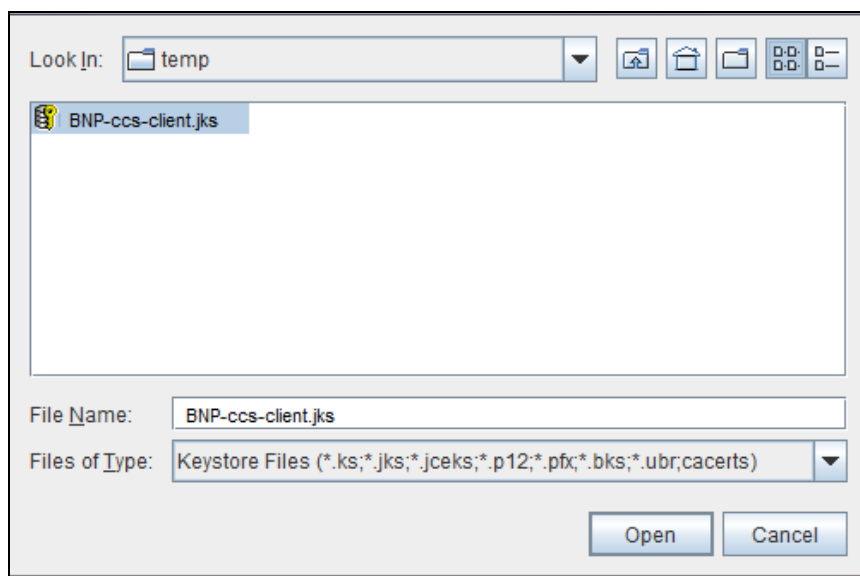 Look In: temp
BNP-ccs-client.jks
File Name: BNP-ccs-client.jks
Files of Type: Keystore Files (*.ks;*.jks;*.jceks;*.p12;*.pfx;*.bks;*.ubr;cacerts)
Open Cancel